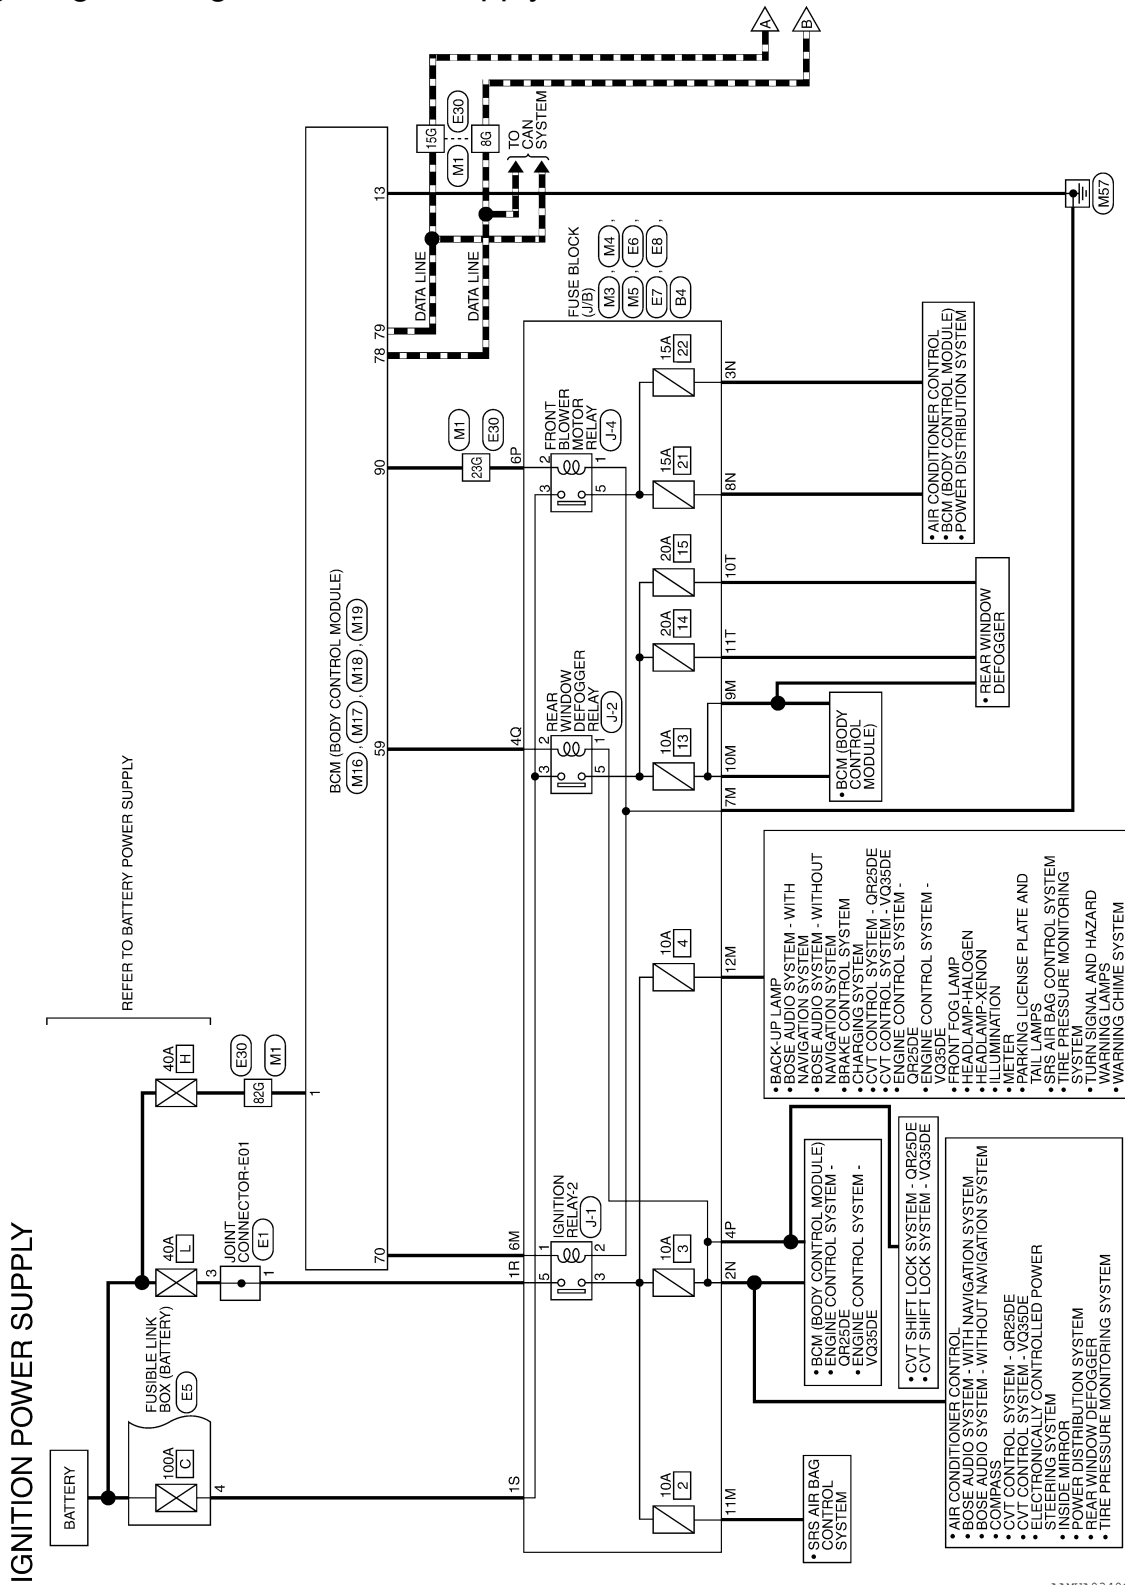 IGNITION POWER SUPPLY
BATTERY
REFER TO BATTERY POWER SUPPLY
100A
C
4
FUSIBLE LINK
BOX (BATTERY)
E5
40A
L
3
1
JOINT
CONNECTOR-E01
E1
40A
H
82G
E30
M1
1
BCM (BODY CONTROL MODULE)
M16 , M17 , M18 , M19
70
59
90
78
79
13
DATA LINE
DATA LINE
15G
8G
M1
E30
TO
CAN
SYSTEM
A
B
23G
M1
E30
1S
1R
6M
4Q
6P
FUSE BLOCK
(J/B)
M3 , M4 ,
M5 , E6 ,
E7 , E8 ,
B4
5
1
3
2
IGNITION
RELAY-2
J-1
3
2
5
1
REAR
WINDOW
DEFOGGER
RELAY
J-2
3
2
5
1
FRONT
BLOWER
MOTOR
RELAY
J-4
10A
2
10A
3
10A
4
10A
13
20A
14
20A
15
15A
21
15A
22
11M
2N
4P
12M
7M
10M
9M
11T
10T
8N
3N
M57
• SRS AIR BAG
CONTROL
SYSTEM
• AIR CONDITIONER CONTROL
• BOSE AUDIO SYSTEM - WITH NAVIGATION SYSTEM
• BOSE AUDIO SYSTEM - WITHOUT NAVIGATION SYSTEM
• COMPASS
• CVT CONTROL SYSTEM - QR25DE
• CVT CONTROL SYSTEM - VQ35DE
• ELECTRONICALLY CONTROLLED POWER
STEERING SYSTEM
• INSIDE MIRROR
• POWER DISTRIBUTION SYSTEM
• REAR WINDOW DEFOGGER
• TIRE PRESSURE MONITORING SYSTEM
• BCM (BODY CONTROL MODULE)
• ENGINE CONTROL SYSTEM -
QR25DE
• ENGINE CONTROL SYSTEM -
VQ35DE
• CVT SHIFT LOCK SYSTEM - QR25DE
• CVT SHIFT LOCK SYSTEM - VQ35DE
• BACK-UP LAMP
• BOSE AUDIO SYSTEM - WITH
NAVIGATION SYSTEM
• BOSE AUDIO SYSTEM - WITHOUT
NAVIGATION SYSTEM
• BRAKE CONTROL SYSTEM
• CHARGING SYSTEM
• CVT CONTROL SYSTEM - QR25DE
• CVT CONTROL SYSTEM - VQ35DE
• ENGINE CONTROL SYSTEM -
QR25DE
• ENGINE CONTROL SYSTEM -
VQ35DE
• FRONT FOG LAMP
• HEADLAMP-HALOGEN
• HEADLAMP-XENON
• ILLUMINATION
• METER
• PARKING LICENSE PLATE AND
TAIL LAMPS
• SRS AIR BAG CONTROL SYSTEM
• TIRE PRESSURE MONITORING
SYSTEM
• TURN SIGNAL AND HAZARD
WARNING LAMPS
• WARNING CHIME SYSTEM
• BCM (BODY
CONTROL
MODULE)
• REAR WINDOW
DEFOGGER
• AIR CONDITIONER CONTROL
• BCM (BODY CONTROL MODULE)
• POWER DISTRIBUTION SYSTEM